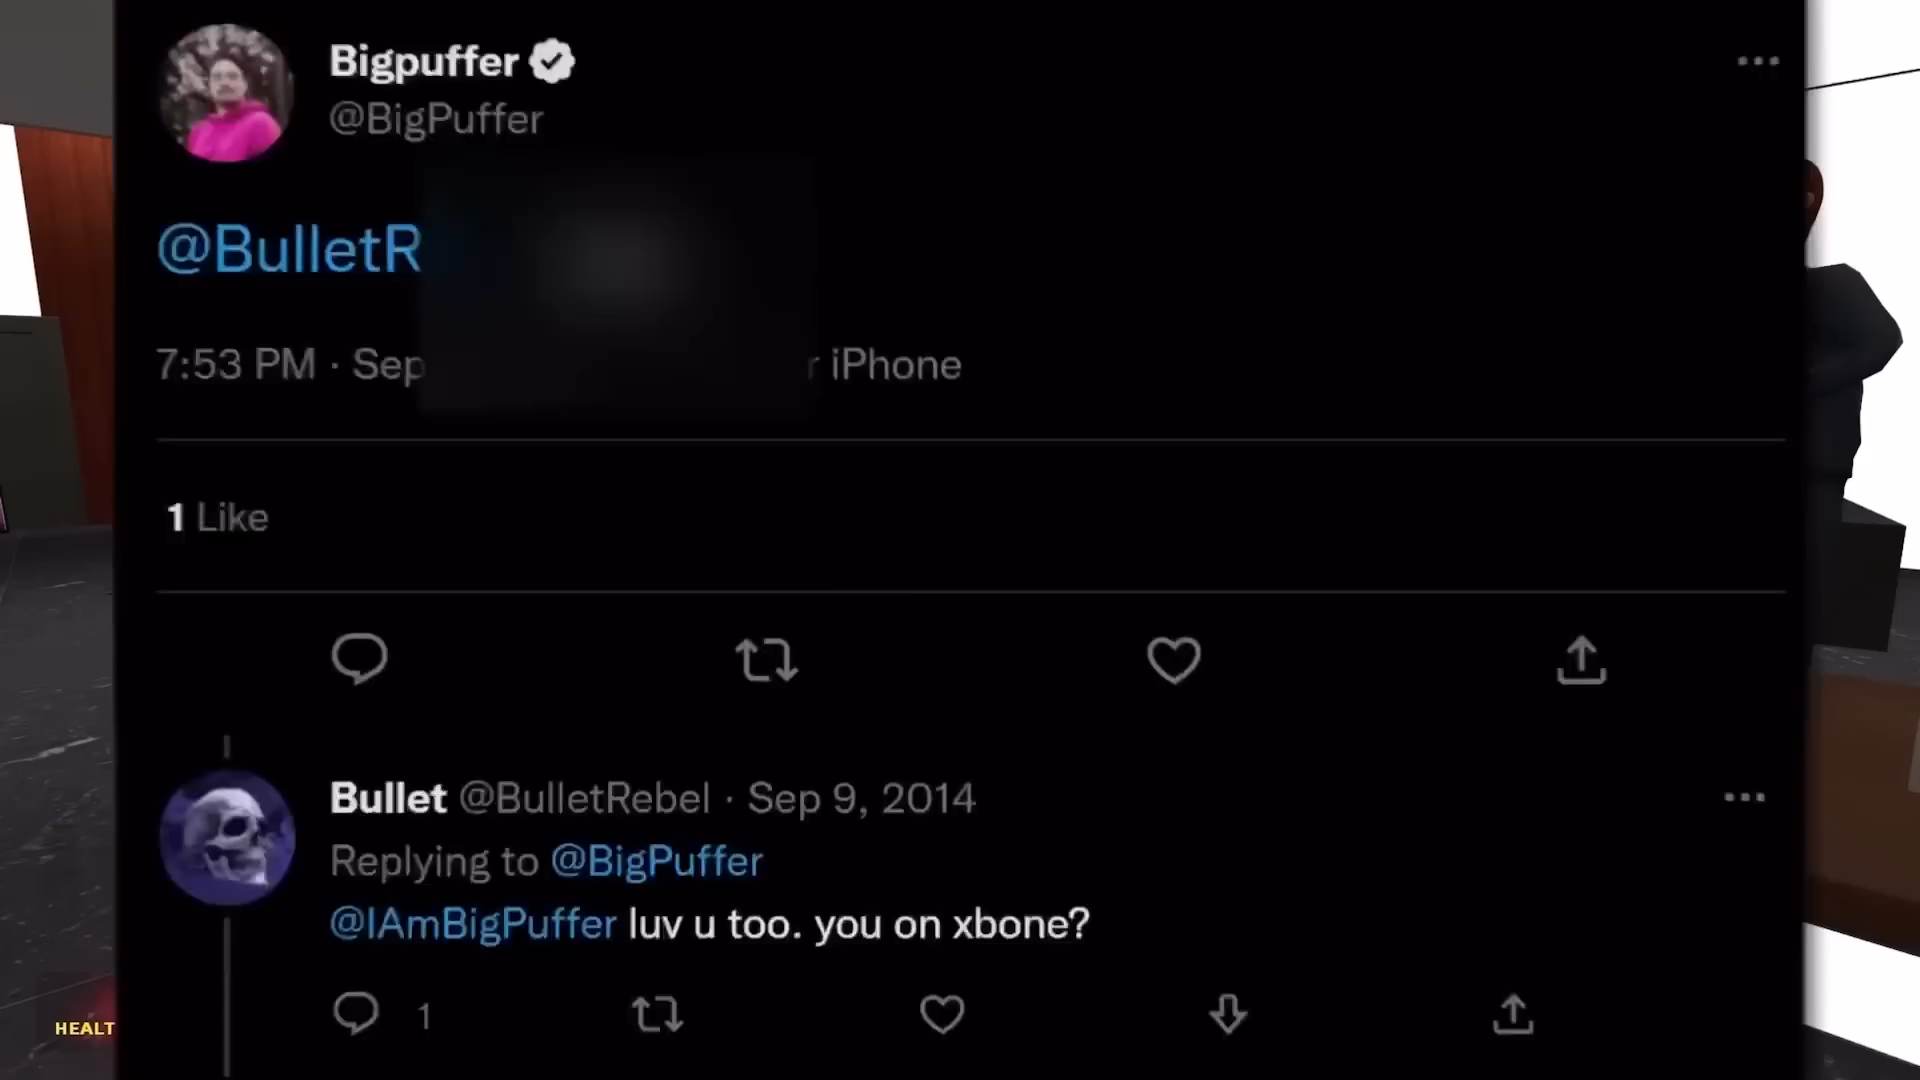 Bigpuffer
@BigPuffer
@BulletR
7:53 PM · Sep r iPhone
1 Like
Bullet @BulletRebel · Sep 9, 2014
Replying to @BigPuffer
@IAmBigPuffer luv u too. you on xbone?
1
HEALT